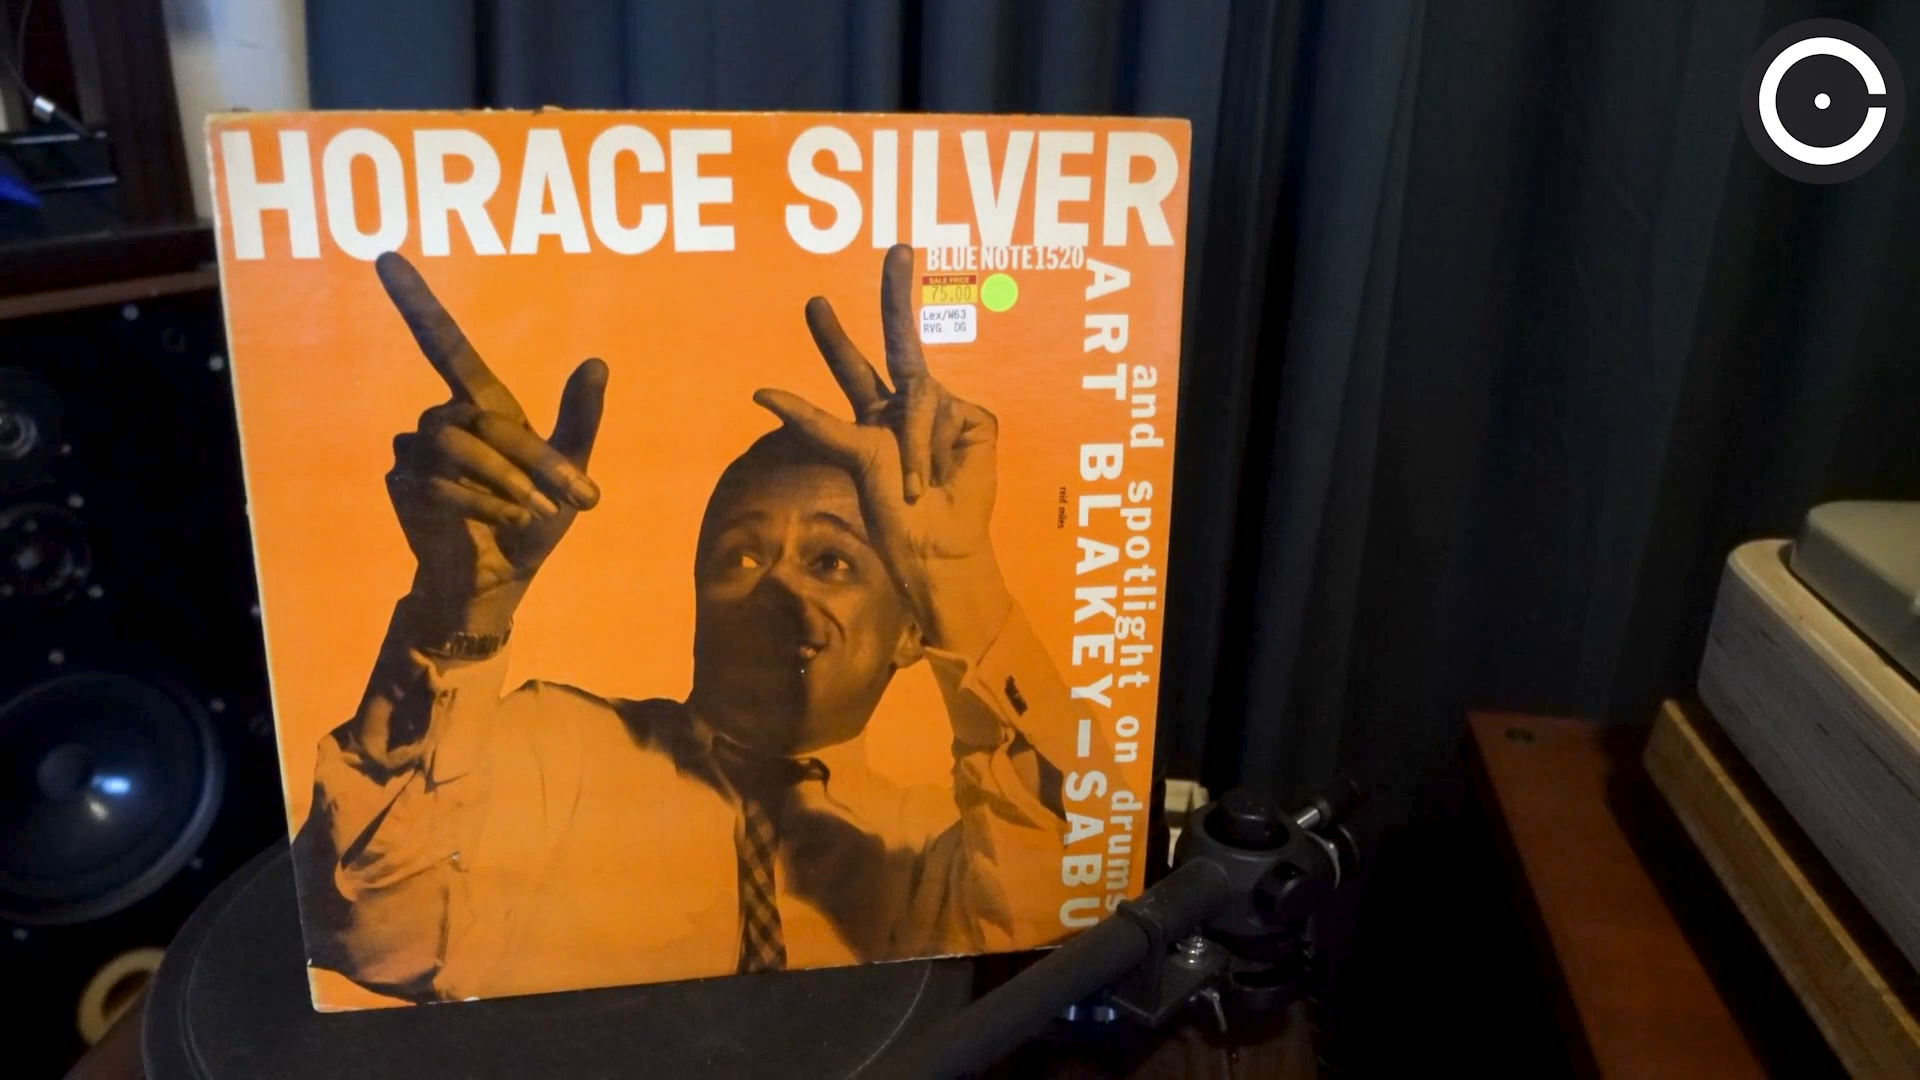 HORACE SILVER
BLUE NOTE 1520
SALE PRICE
75.00
Lex/W63
RVG DG
ART BLAKEY-SABU
and spotlight on drums
reid miles